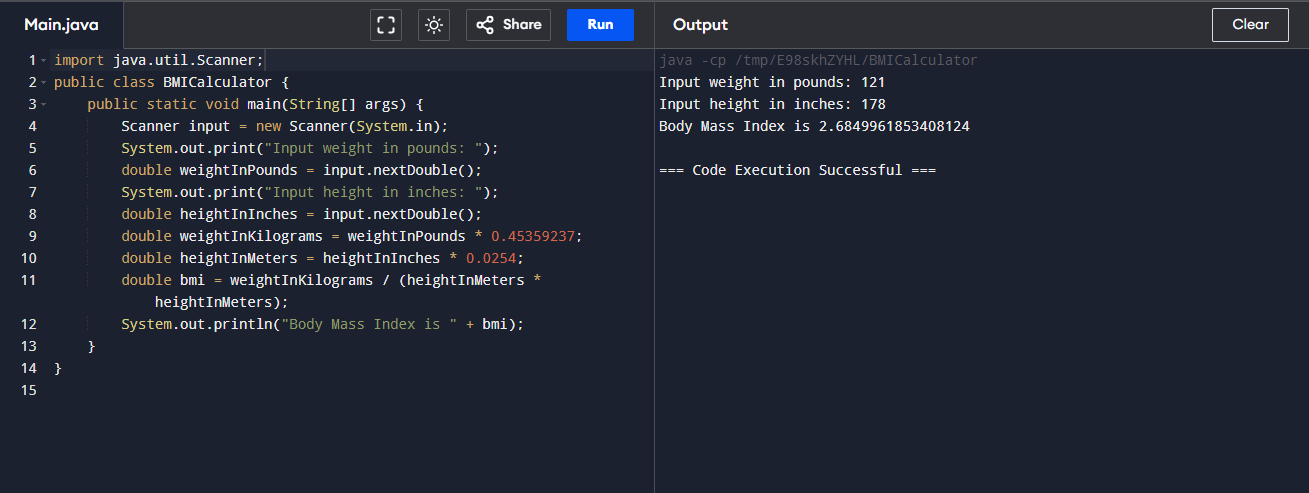 Main.java
Share
Run
Output
Clear
1 import java.util.Scanner;
2 public class BMICalculator {
3     public static void main(String[] args) {
4         Scanner input = new Scanner(System.in);
5         System.out.print("Input weight in pounds: ");
6         double weightInPounds = input.nextDouble();
7         System.out.print("Input height in inches: ");
8         double heightInInches = input.nextDouble();
9         double weightInKilograms = weightInPounds * 0.45359237;
10         double heightInMeters = heightInInches * 0.0254;
11         double bmi = weightInKilograms / (heightInMeters *
            heightInMeters);
12         System.out.println("Body Mass Index is " + bmi);
13     }
14 }
15
java -cp /tmp/E98skhZYHL/BMICalculator
Input weight in pounds: 121
Input height in inches: 178
Body Mass Index is 2.6849961853408124
=== Code Execution Successful ===